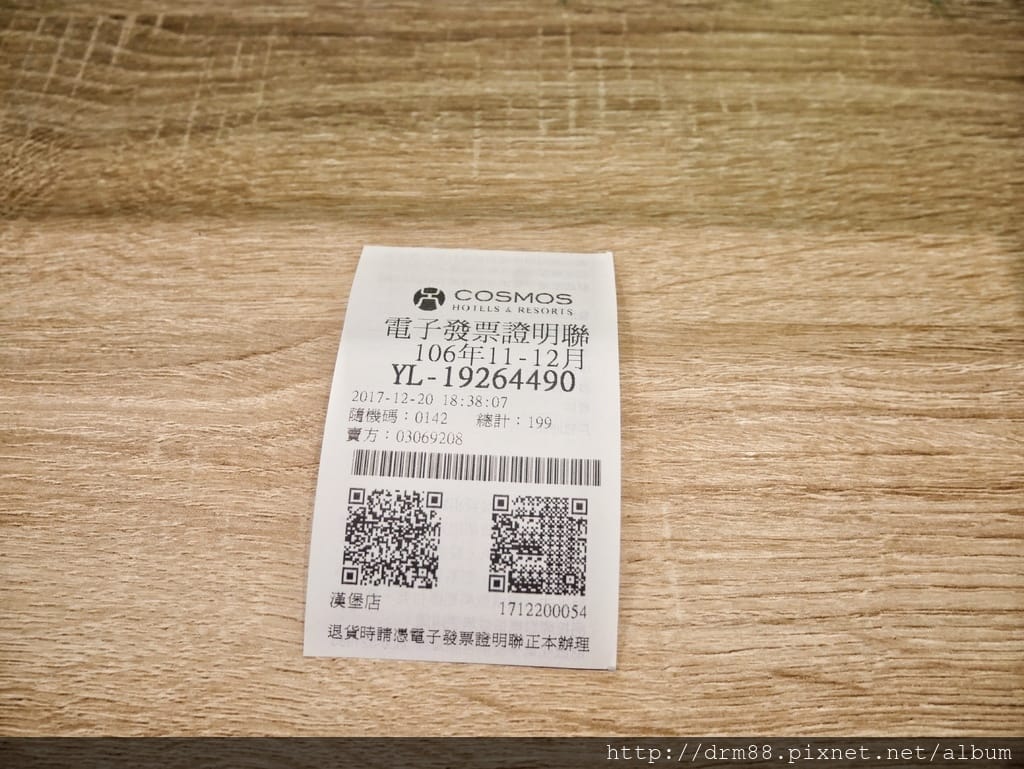 COSMOS
HOTELS & RESORTS
電子發票證明聯
106年11-12月
YL-19264490
2017-12-20 18:38:07
隨機碼：0142 總計：199
賣方：03069208
漢堡店 1712200054
退貨時請憑電子發票證明聯正本辦理
http://drm88.pixnet.net/album